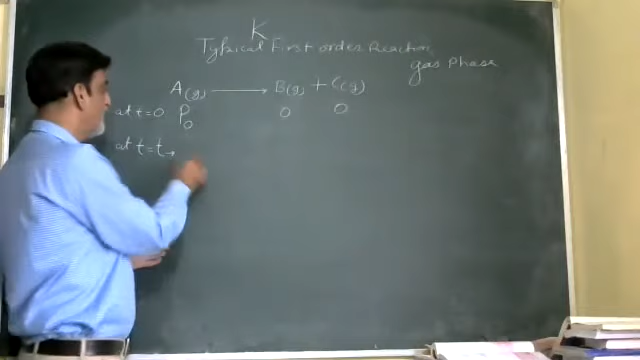 K
Typical First order Reaction
gas Phase
A(g) ⟶ B(g) + C(g)
at t=0 P₀ 0 0
at t=t→